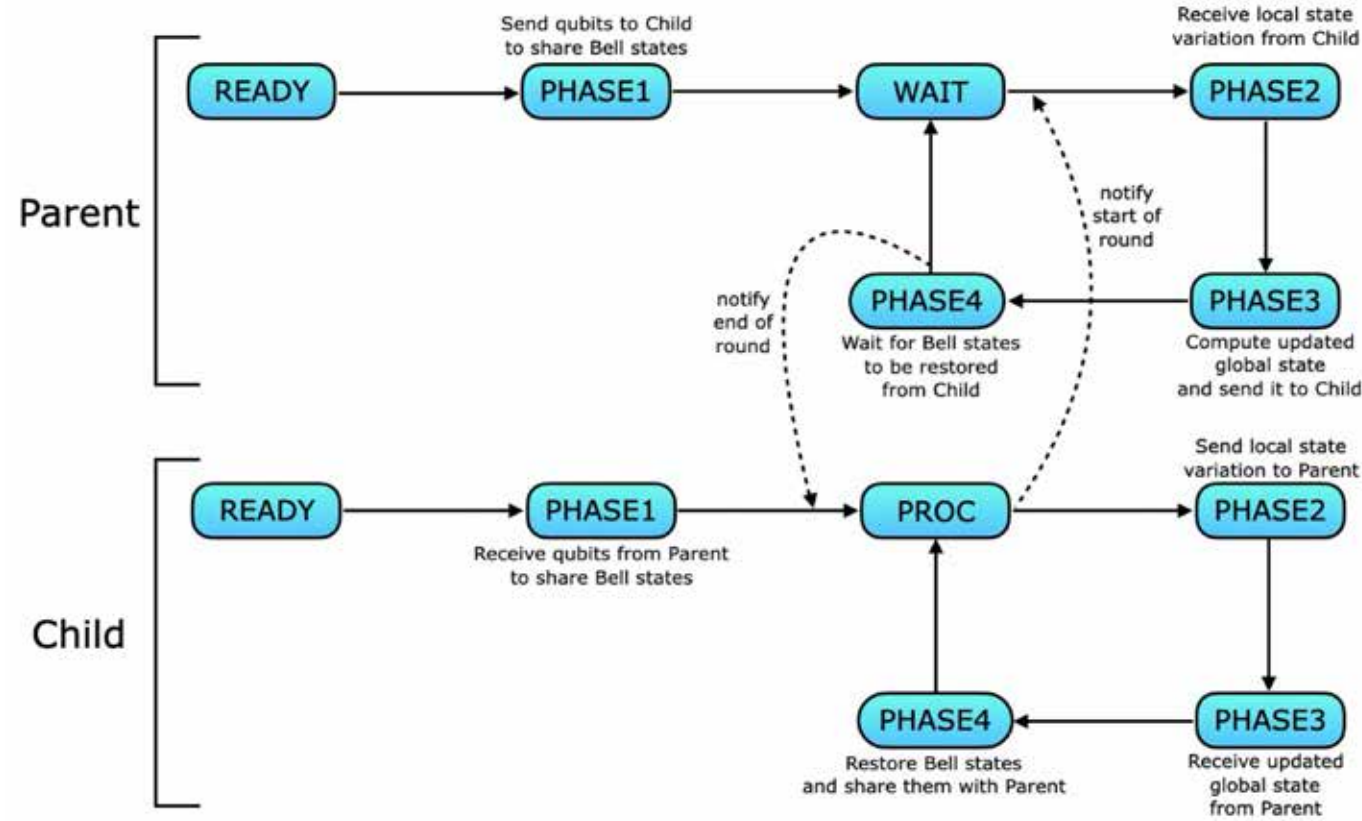 Send qubits to Child
to share Bell states
Receive local state
variation from Child
READY
PHASE1
WAIT
PHASE2
Parent
notify
start of
round
notify
end of
round
PHASE4
Wait for Bell states
to be restored
from Child
PHASE3
Compute updated
global state
and send it to Child
Send local state
variation to Parent
READY
PHASE1
Receive qubits from Parent
to share Bell states
PROC
PHASE2
Child
PHASE4
Restore Bell states
and share them with Parent
PHASE3
Receive updated
global state
from Parent